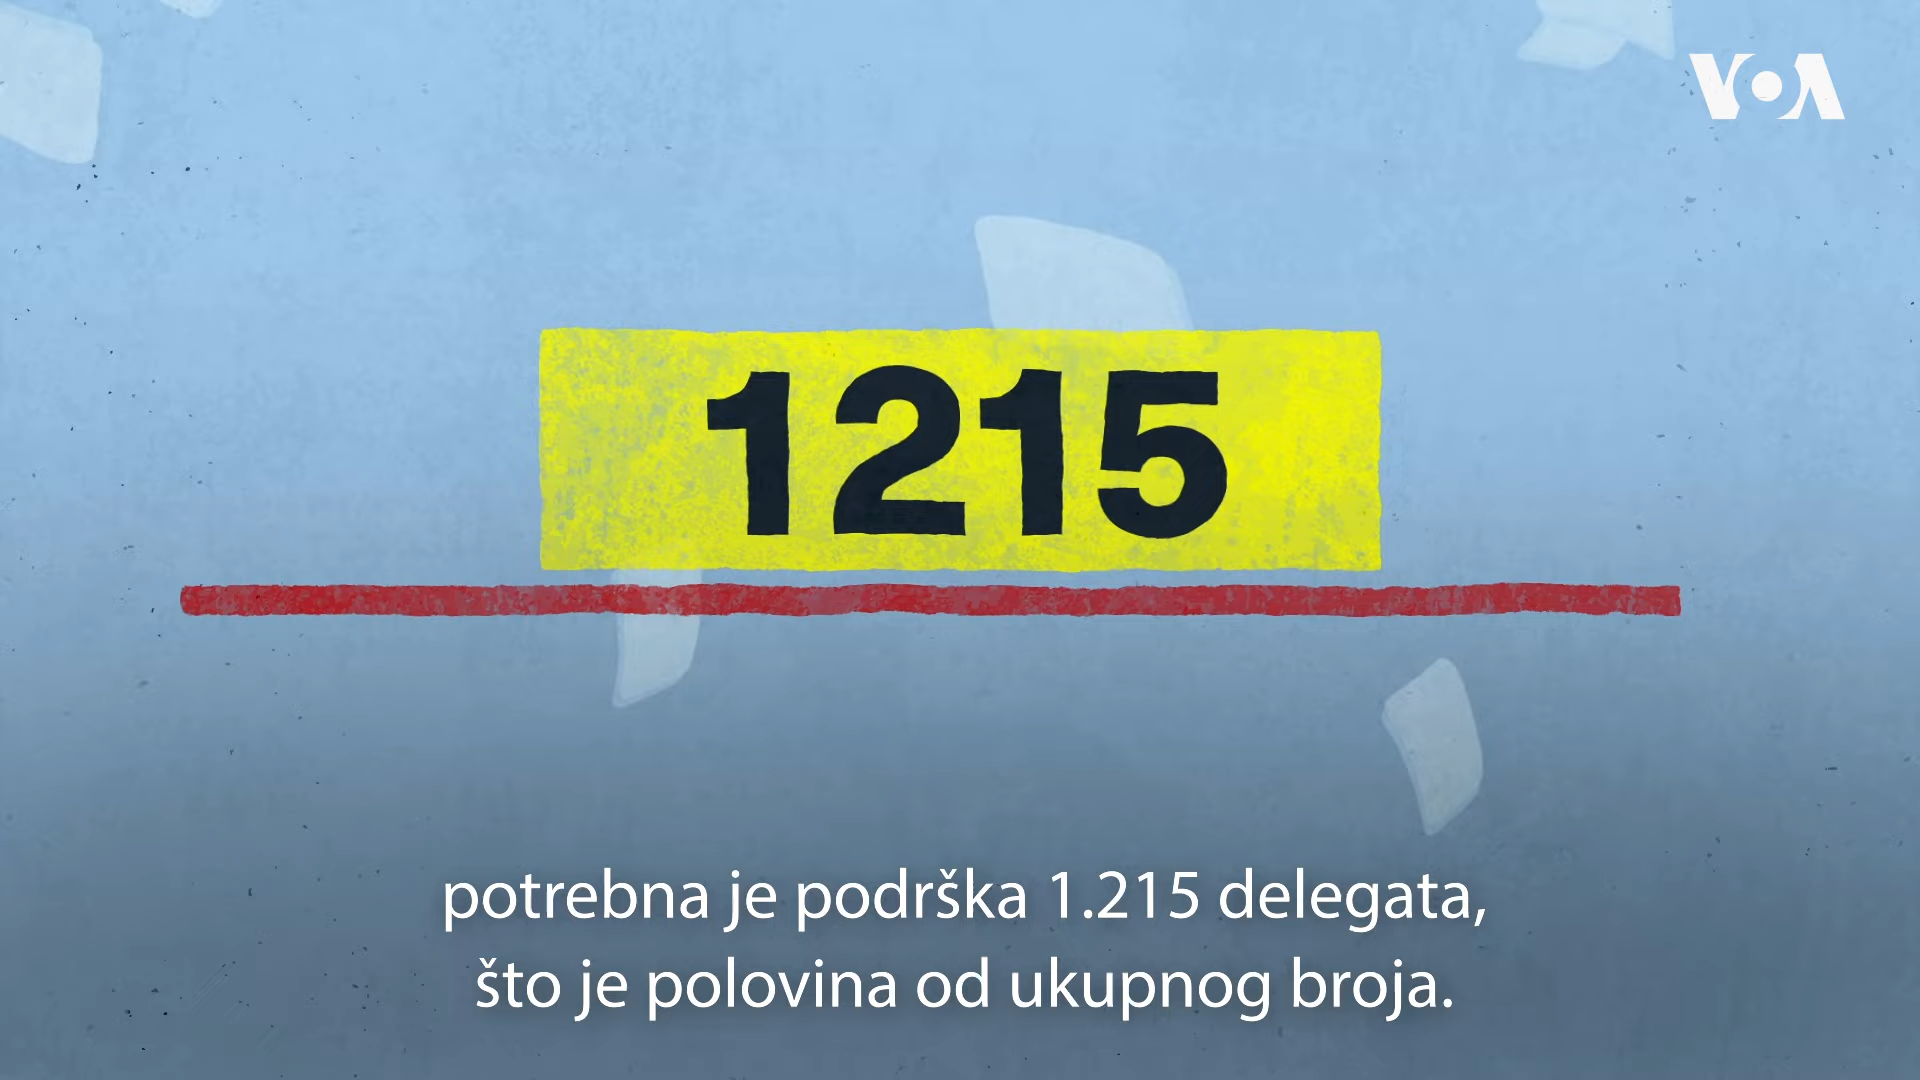 VOA
1215
potrebna je podrška 1.215 delegata,
što je polovina od ukupnog broja.